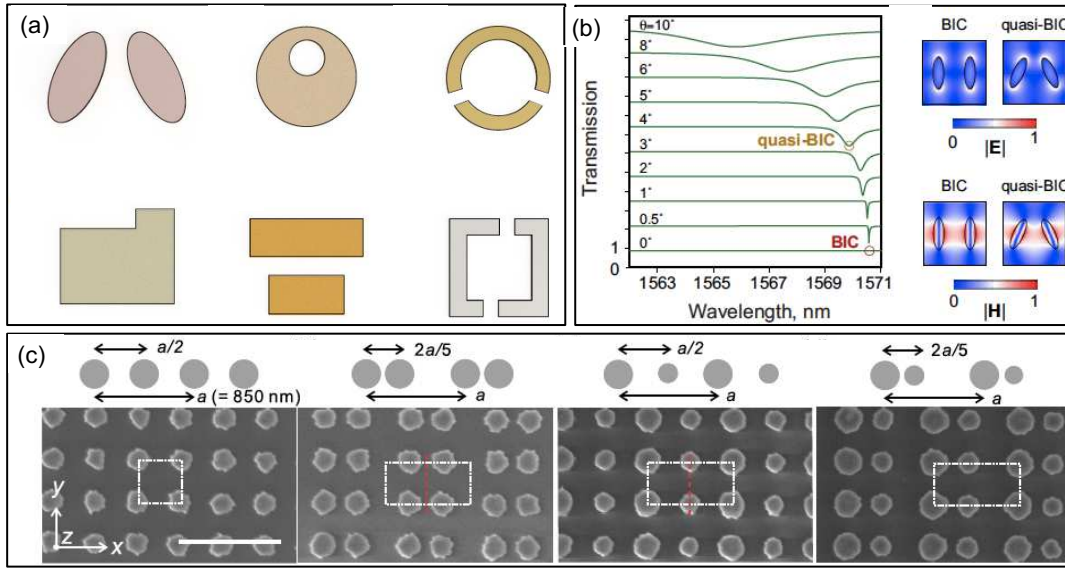 (a)
(b)
Transmission
θ=10°
8°
6°
5°
4°
3°
2°
1°
0.5°
0°
quasi-BIC
BIC
1
0
1563 1565 1567 1569 1571
Wavelength, nm
BIC quasi-BIC
0 1
|E|
BIC quasi-BIC
0 1
|H|
(c)
a/2
a (= 850 nm)
2a/5
a
a/2
a
2a/5
a
y
z
x